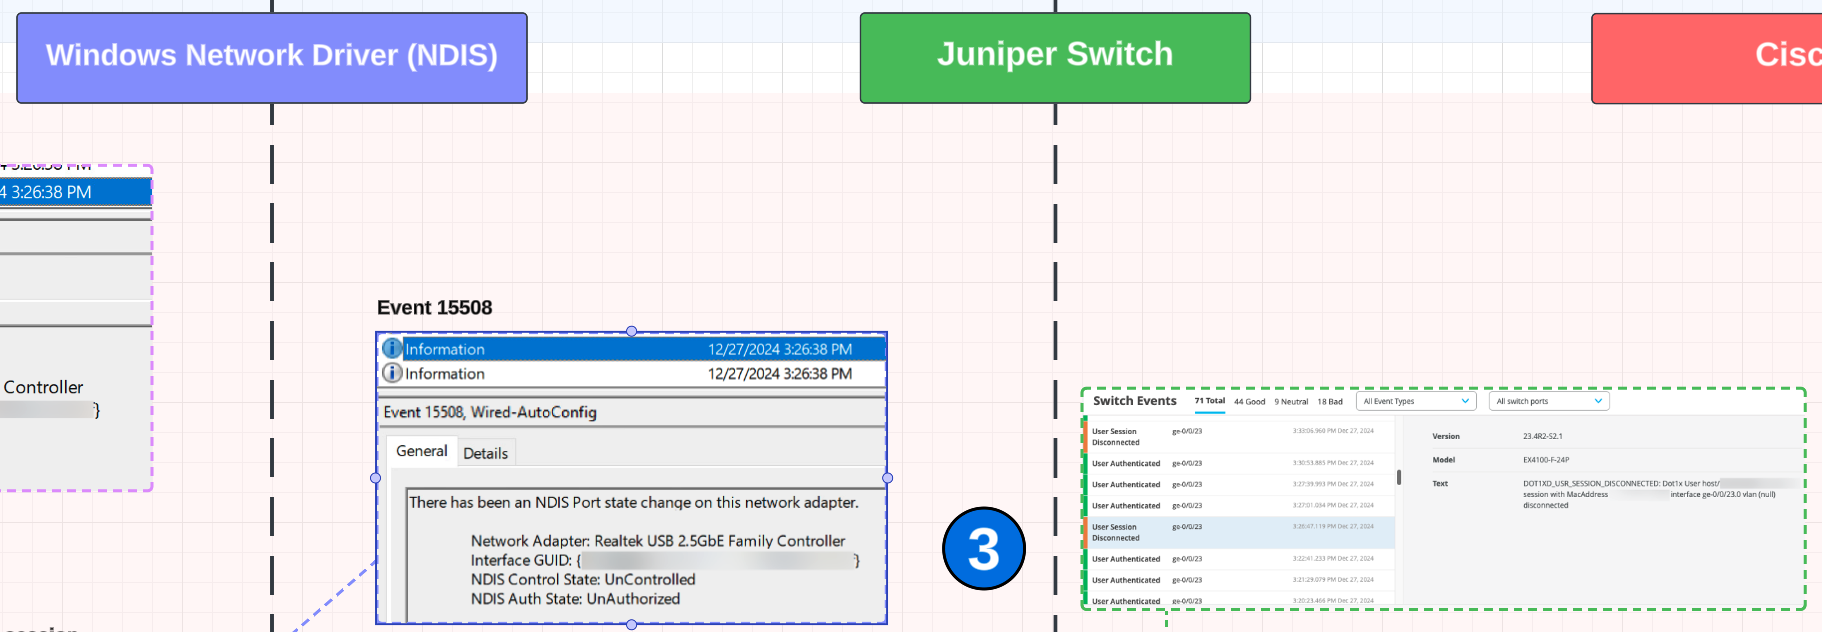 Windows Network Driver (NDIS)
Juniper Switch
Cisc
4 3:26:38 PM
Controller
}
Event 15508
Information 12/27/2024 3:26:38 PM
Information 12/27/2024 3:26:38 PM
Event 15508, Wired-AutoConfig
General Details
There has been an NDIS Port state change on this network adapter.
Network Adapter: Realtek USB 2.5GbE Family Controller
Interface GUID: { }
NDIS Control State: UnControlled
NDIS Auth State: UnAuthorized
3
Switch Events 71 Total 44 Good 9 Neutral 18 Bad All Event Types All switch ports
User Session Disconnected ge-0/0/23 3:33:06.960 PM Dec 27, 2024
User Authenticated ge-0/0/23 3:30:53.885 PM Dec 27, 2024
User Authenticated ge-0/0/23 3:27:39.993 PM Dec 27, 2024
User Authenticated ge-0/0/23 3:27:01.034 PM Dec 27, 2024
User Session Disconnected ge-0/0/23 3:26:47.119 PM Dec 27, 2024
User Authenticated ge-0/0/23 3:22:41.233 PM Dec 27, 2024
User Authenticated ge-0/0/23 3:21:29.079 PM Dec 27, 2024
User Authenticated ge-0/0/23 3:20:23.466 PM Dec 27, 2024
Version 23.4R2-S2.1
Model EX4100-F-24P
Text DOT1XD_USR_SESSION_DISCONNECTED: Dot1x User host/
session with MacAddress interface ge-0/0/23.0 vlan (null)
disconnected